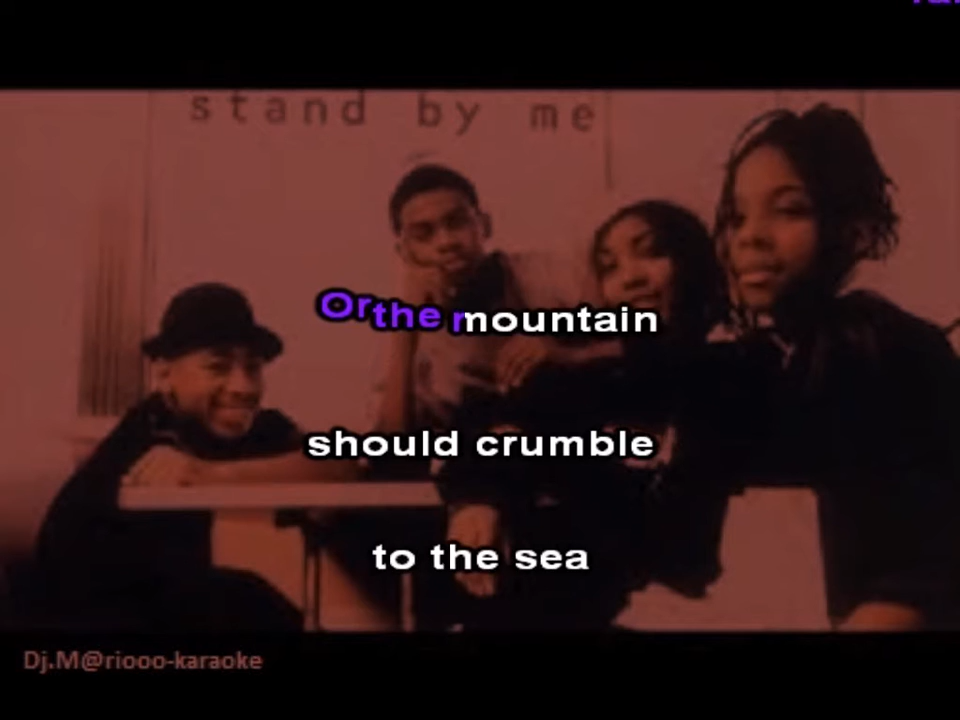 stand by me
Or the mountain
should crumble
to the sea
Dj.M@riooo-karaoke